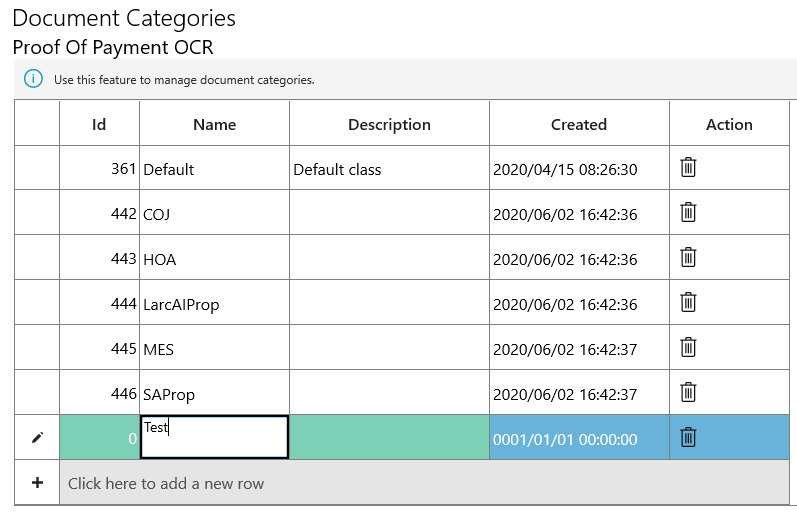 Document Categories
Proof Of Payment OCR
Use this feature to manage document categories.
Id Name Description Created Action
361 Default Default class 2020/04/15 08:26:30
442 COJ 2020/06/02 16:42:36
443 HOA 2020/06/02 16:42:36
444 LarcAIProp 2020/06/02 16:42:36
445 MES 2020/06/02 16:42:37
446 SAProp 2020/06/02 16:42:37
0 Test 0001/01/01 00:00:00
+ Click here to add a new row